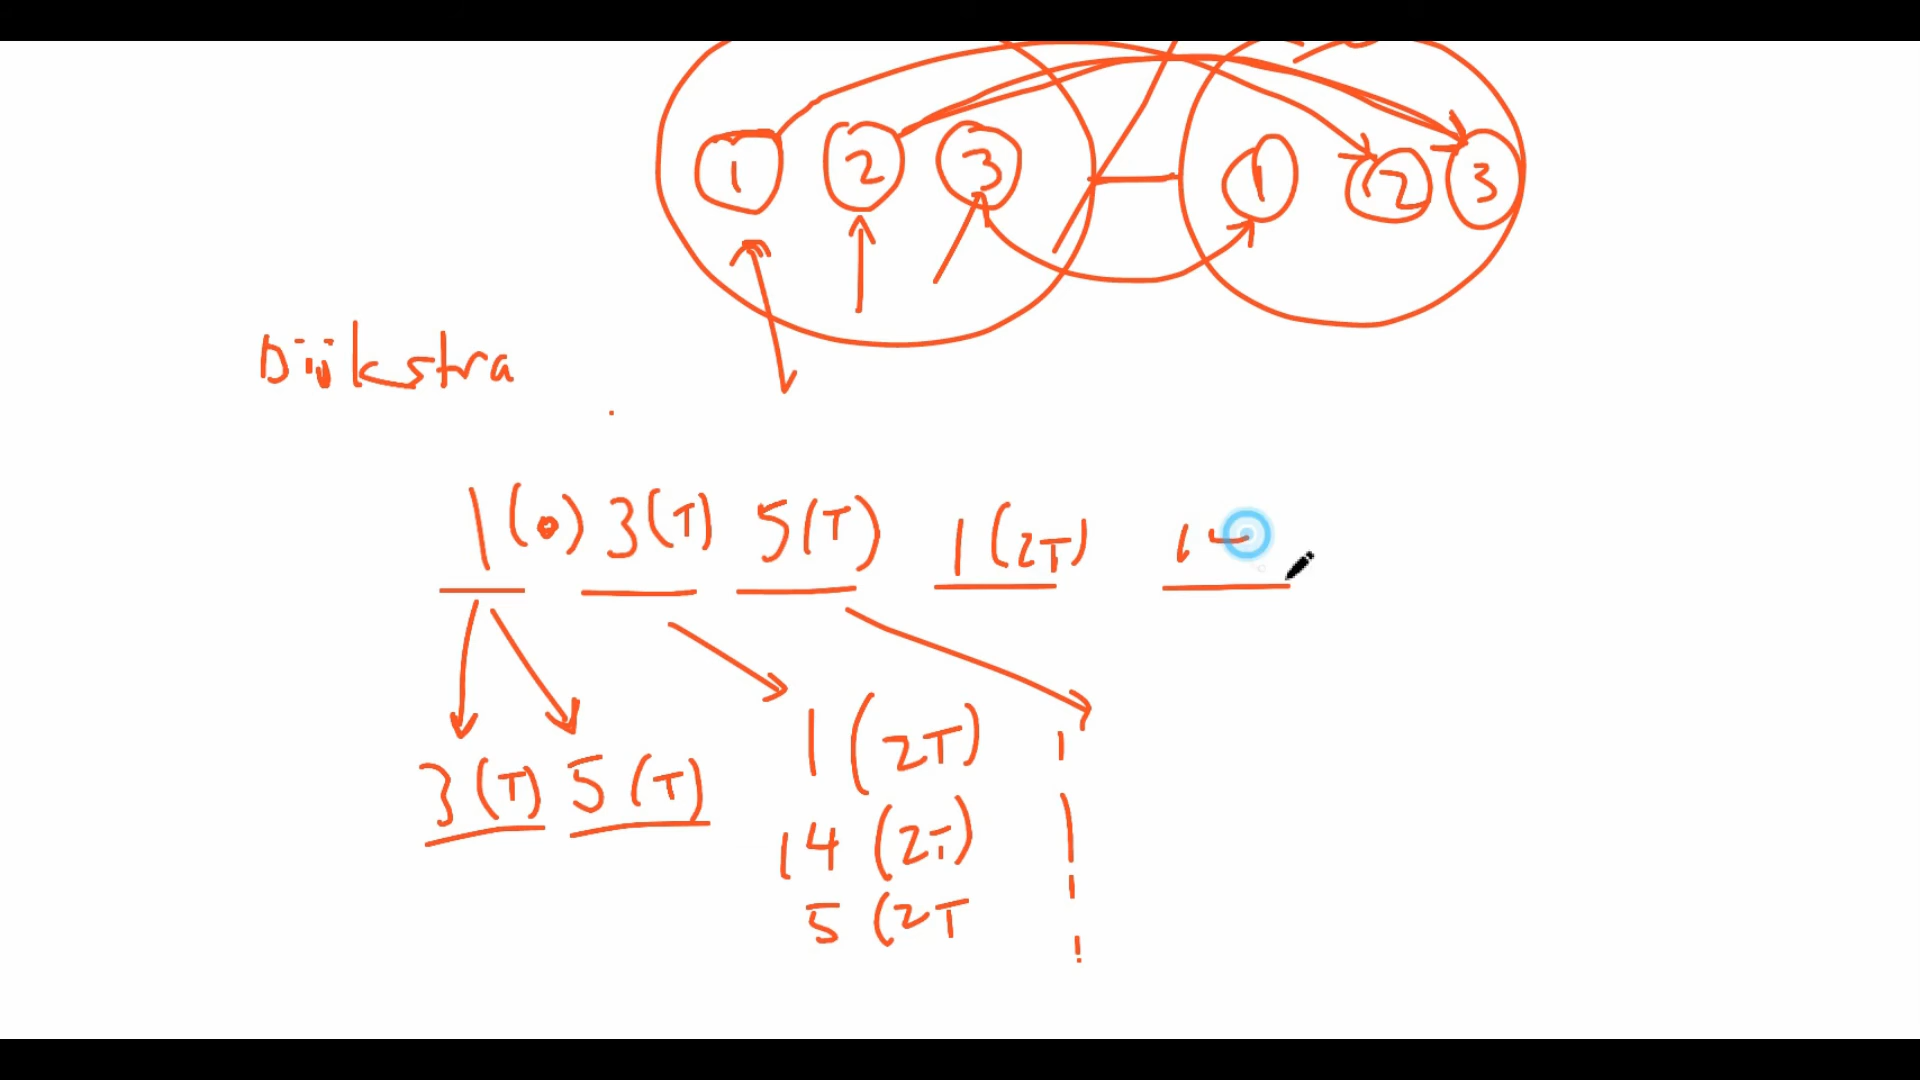 1 2 3 1 2 3
Dijkstra
1(0) 3(T) 5(T) 1(2T) 1
3(T) 5(T)
1 (2T)
14 (2T)
5 (2T